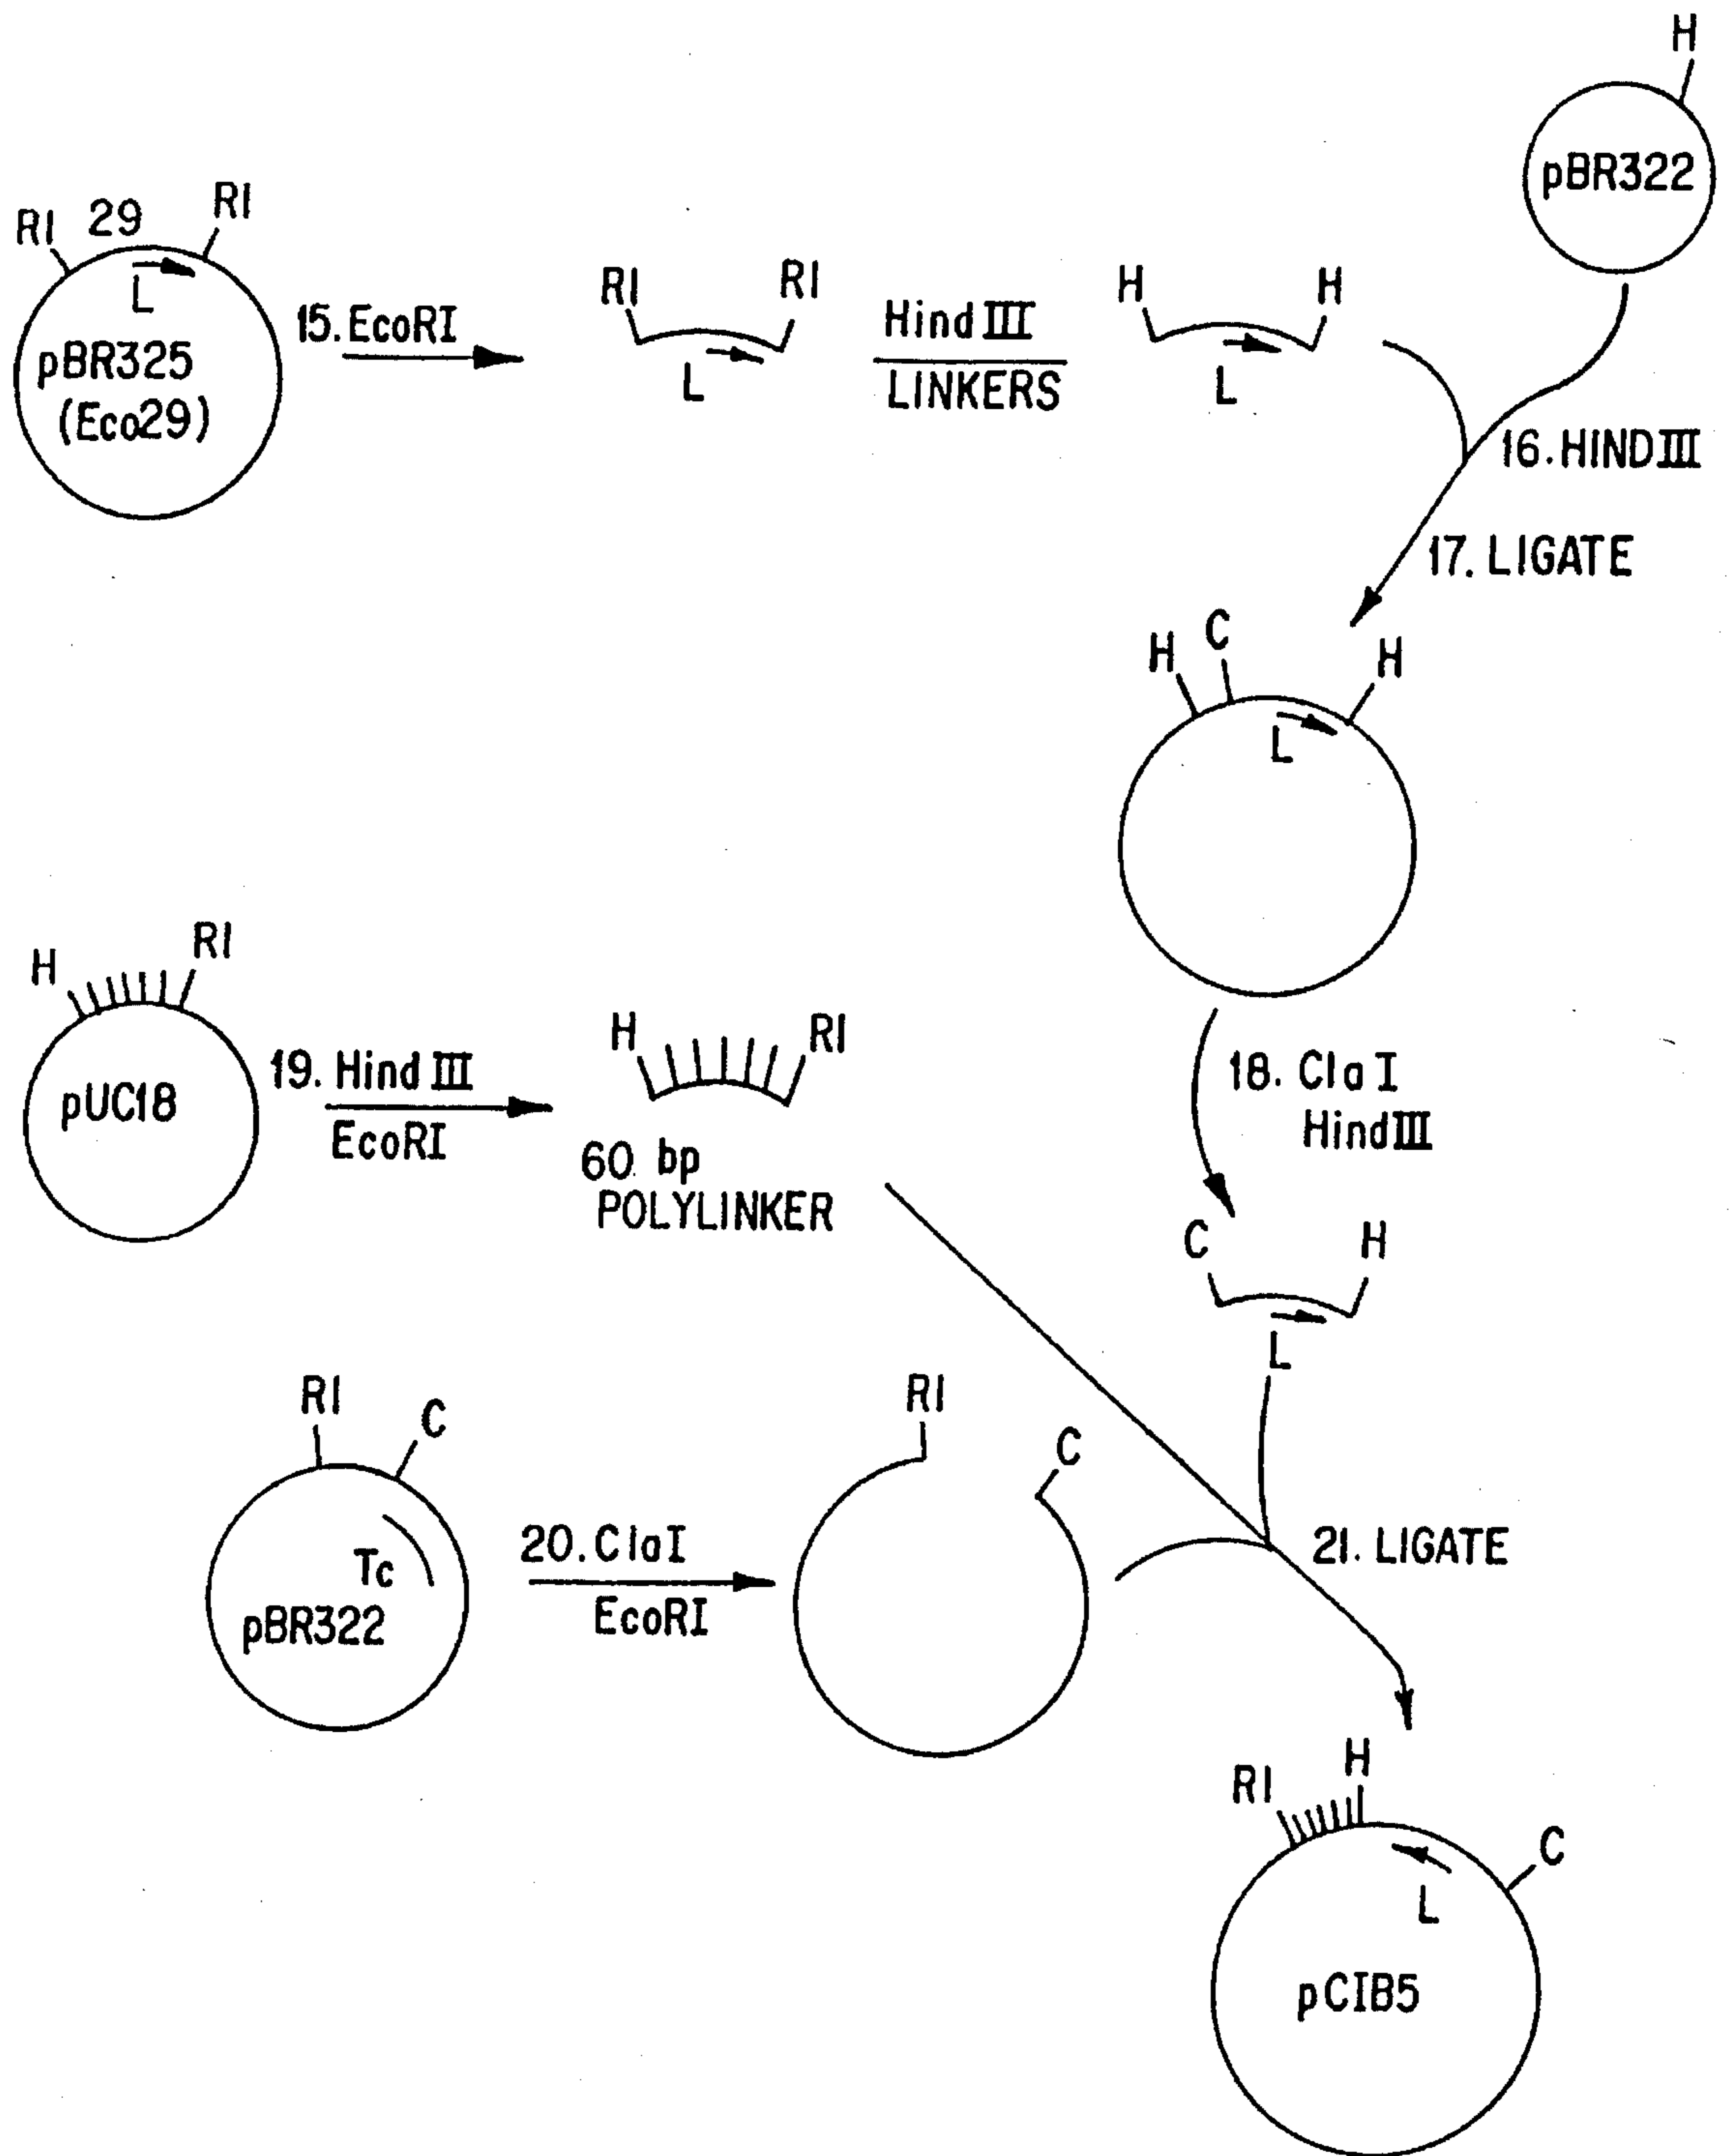 H
pBR322
RI 29 RI
L
pBR325
(Eco29)
15. EcoRI
RI RI
L
Hind III
LINKERS
H H
L
16. HIND III
17. LIGATE
H C H
L
H RI
pUC18
19. Hind III
EcoRI
H RI
60 bp
POLYLINKER
18. Cla I
Hind III
C H
L
RI C
Tc
pBR322
20. ClaI
EcoRI
RI C
21. LIGATE
RI H C
L
pCIB5